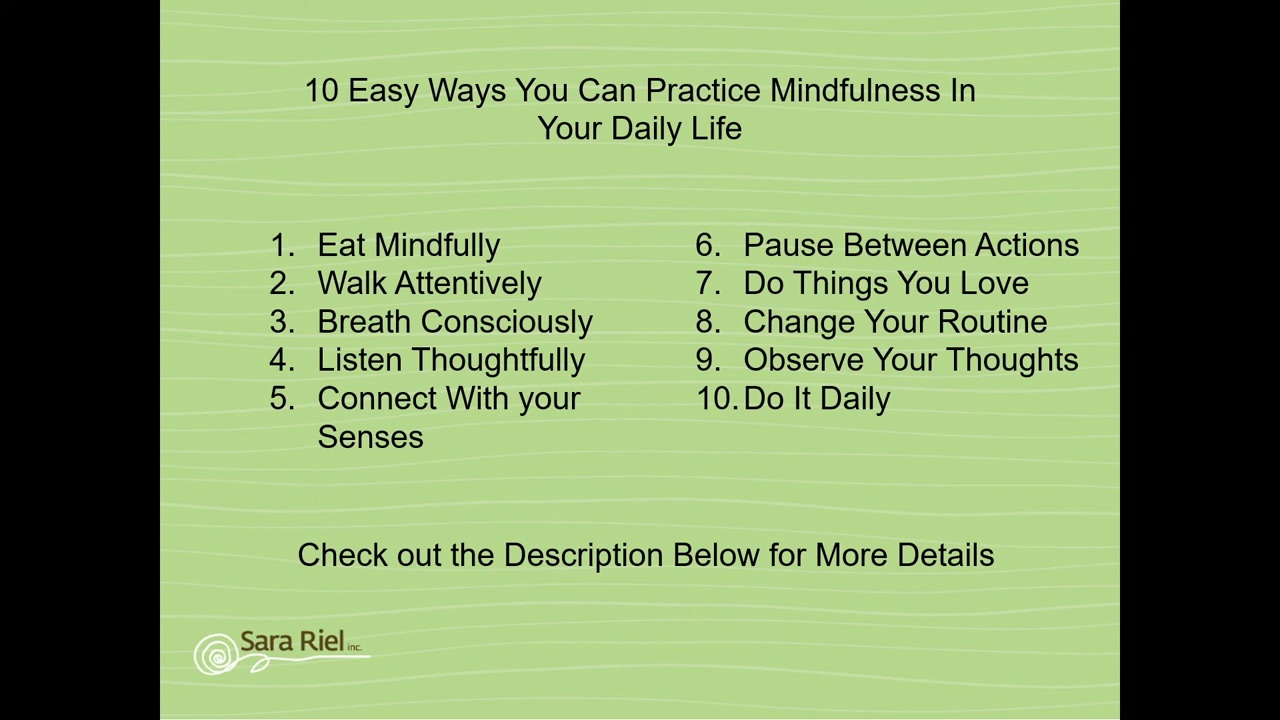 10 Easy Ways You Can Practice Mindfulness In
Your Daily Life
1. Eat Mindfully
2. Walk Attentively
3. Breath Consciously
4. Listen Thoughtfully
5. Connect With your
Senses
6. Pause Between Actions
7. Do Things You Love
8. Change Your Routine
9. Observe Your Thoughts
10. Do It Daily
Check out the Description Below for More Details
Sara Riel inc.